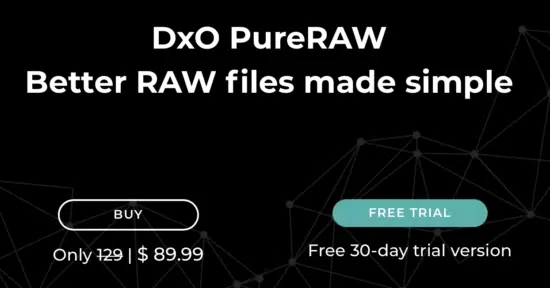 DxO PureRAW
Better RAW files made simple
BUY
FREE TRIAL
Only 129 | $ 89.99
Free 30-day trial version